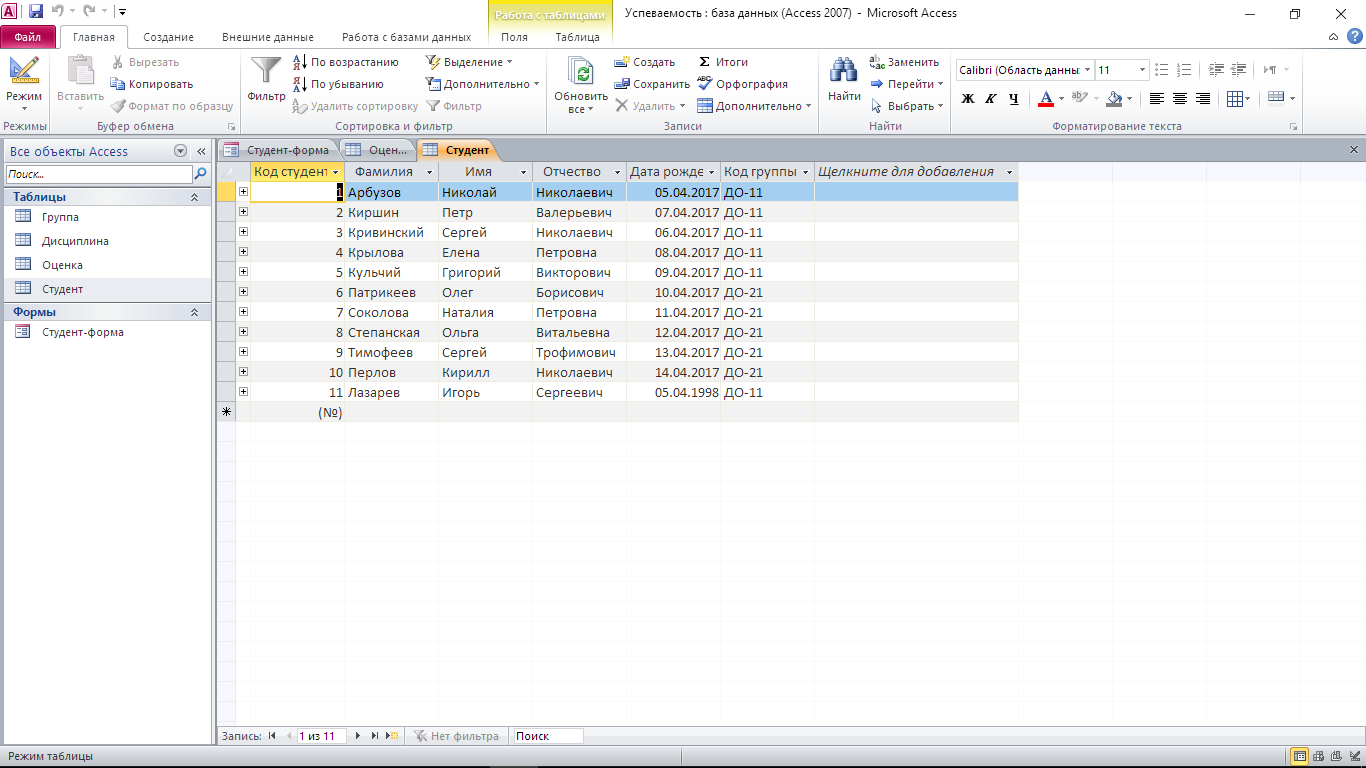 Работа с таблицами
Успеваемость : база данных (Access 2007) - Microsoft Access
Файл Главная Создание Внешние данные Работа с базами данных Поля Таблица
Режим
Режимы
Вставить
Вырезать
Копировать
Формат по образцу
Буфер обмена
Фильтр
По возрастанию
По убыванию
Удалить сортировку
Выделение
Дополнительно
Фильтр
Сортировка и фильтр
Обновить
все
Создать
Сохранить
Удалить
Итоги
Орфография
Дополнительно
Записи
Найти
Заменить
Перейти
Выбрать
Найти
Calibri (Область данны: 11
Ж К Ч
Форматирование текста
Все объекты Access
Поиск...
Таблицы
Группа
Дисциплина
Оценка
Студент
Формы
Студент-форма
Студент-форма Оцен... Студент
Код студент Фамилия Имя Отчество Дата рожде Код группы Щелкните для добавления
1 Арбузов Николай Николаевич 05.04.2017 ДО-11
2 Киршин Петр Валерьевич 07.04.2017 ДО-11
3 Кривинский Сергей Николаевич 06.04.2017 ДО-11
4 Крылова Елена Петровна 08.04.2017 ДО-11
5 Кульчий Григорий Викторович 09.04.2017 ДО-11
6 Патрикеев Олег Борисович 10.04.2017 ДО-21
7 Соколова Наталия Петровна 11.04.2017 ДО-21
8 Степанская Ольга Витальевна 12.04.2017 ДО-21
9 Тимофеев Сергей Трофимович 13.04.2017 ДО-21
10 Перлов Кирилл Николаевич 14.04.2017 ДО-21
11 Лазарев Игорь Сергеевич 05.04.1998 ДО-11
(№)
Запись: 1 из 11 Нет фильтра Поиск
Режим таблицы